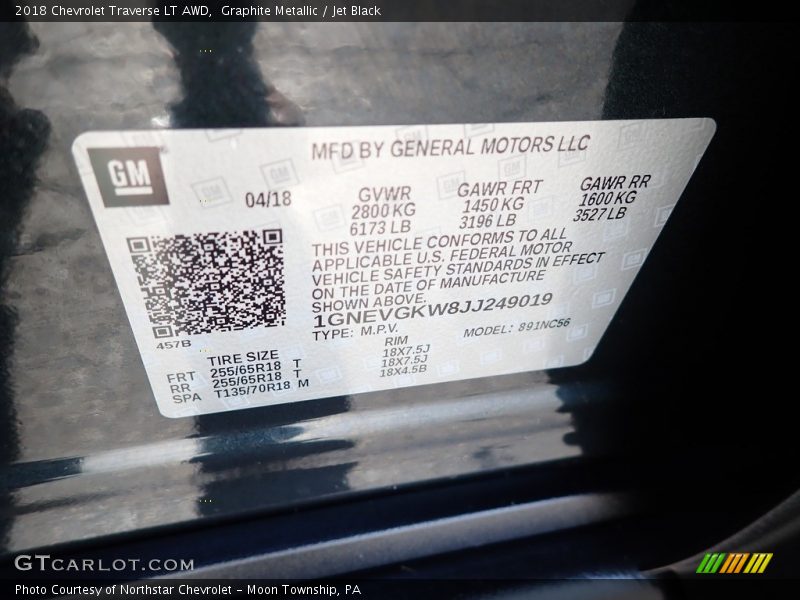 2018 Chevrolet Traverse LT AWD,  Graphite Metallic / Jet Black
MFD BY GENERAL MOTORS LLC
GM
04/18
GVWR
2800 KG
6173 LB
GAWR FRT
1450 KG
3196 LB
GAWR RR
1600 KG
3527 LB
THIS VEHICLE CONFORMS TO ALL
APPLICABLE U.S. FEDERAL MOTOR
VEHICLE SAFETY STANDARDS IN EFFECT
ON THE DATE OF MANUFACTURE
SHOWN ABOVE.
1GNEVGKW8JJ249019
TYPE: M.P.V. MODEL: 891NC56
457B
TIRE SIZE RIM
FRT 255/65R18 T 18X7.5J
RR 255/65R18 T 18X7.5J
SPA T135/70R18 M 18X4.5B
GTCARLOT.COM
Photo Courtesy of Northstar Chevrolet - Moon Township, PA